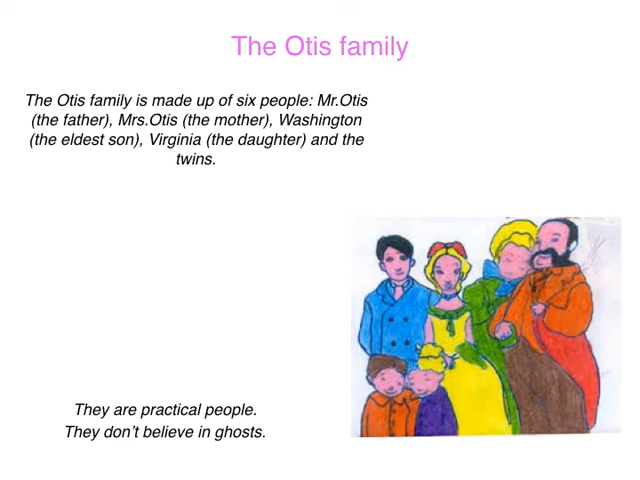 The Otis family
The Otis family is made up of six people: Mr.Otis
(the father), Mrs.Otis (the mother), Washington
(the eldest son), Virginia (the daughter) and the
twins.
They are practical people.
They don’t believe in ghosts.